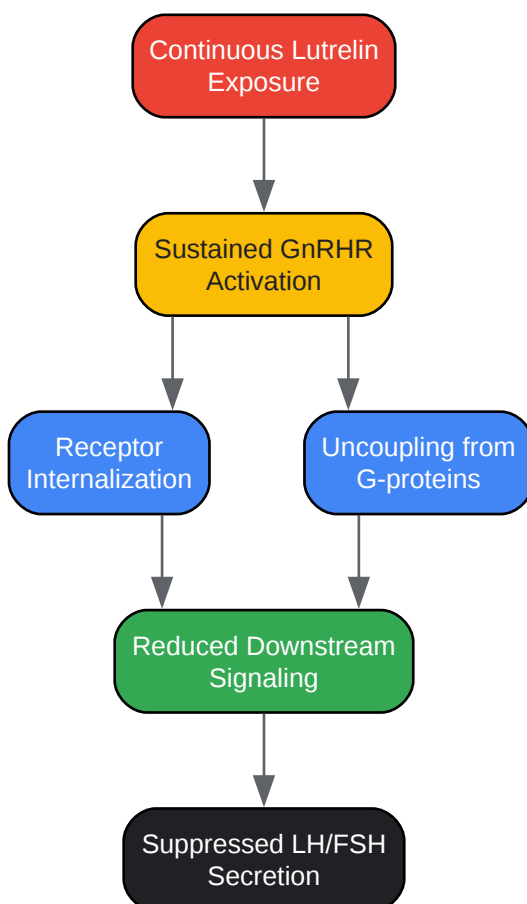 Continuous Lutrelin
Exposure
Sustained GnRHR
Activation
Receptor
Internalization
Uncoupling from
G-proteins
Reduced Downstream
Signaling
Suppressed LH/FSH
Secretion